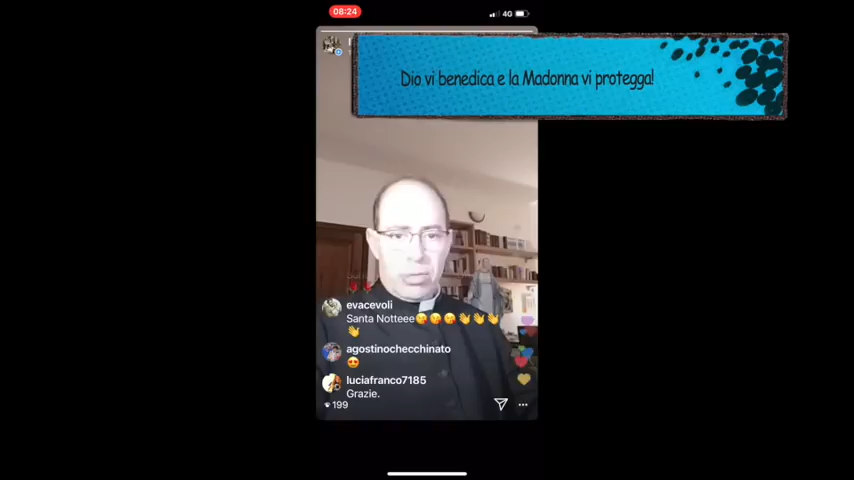 08:24
4G
Dio vi benedica e la Madonna vi protegga!
evacevoli
Santa Notteee😘😘😘👋👋👋
👋
agostinochecchinato
😍
luciafranco7185
Grazie.
199